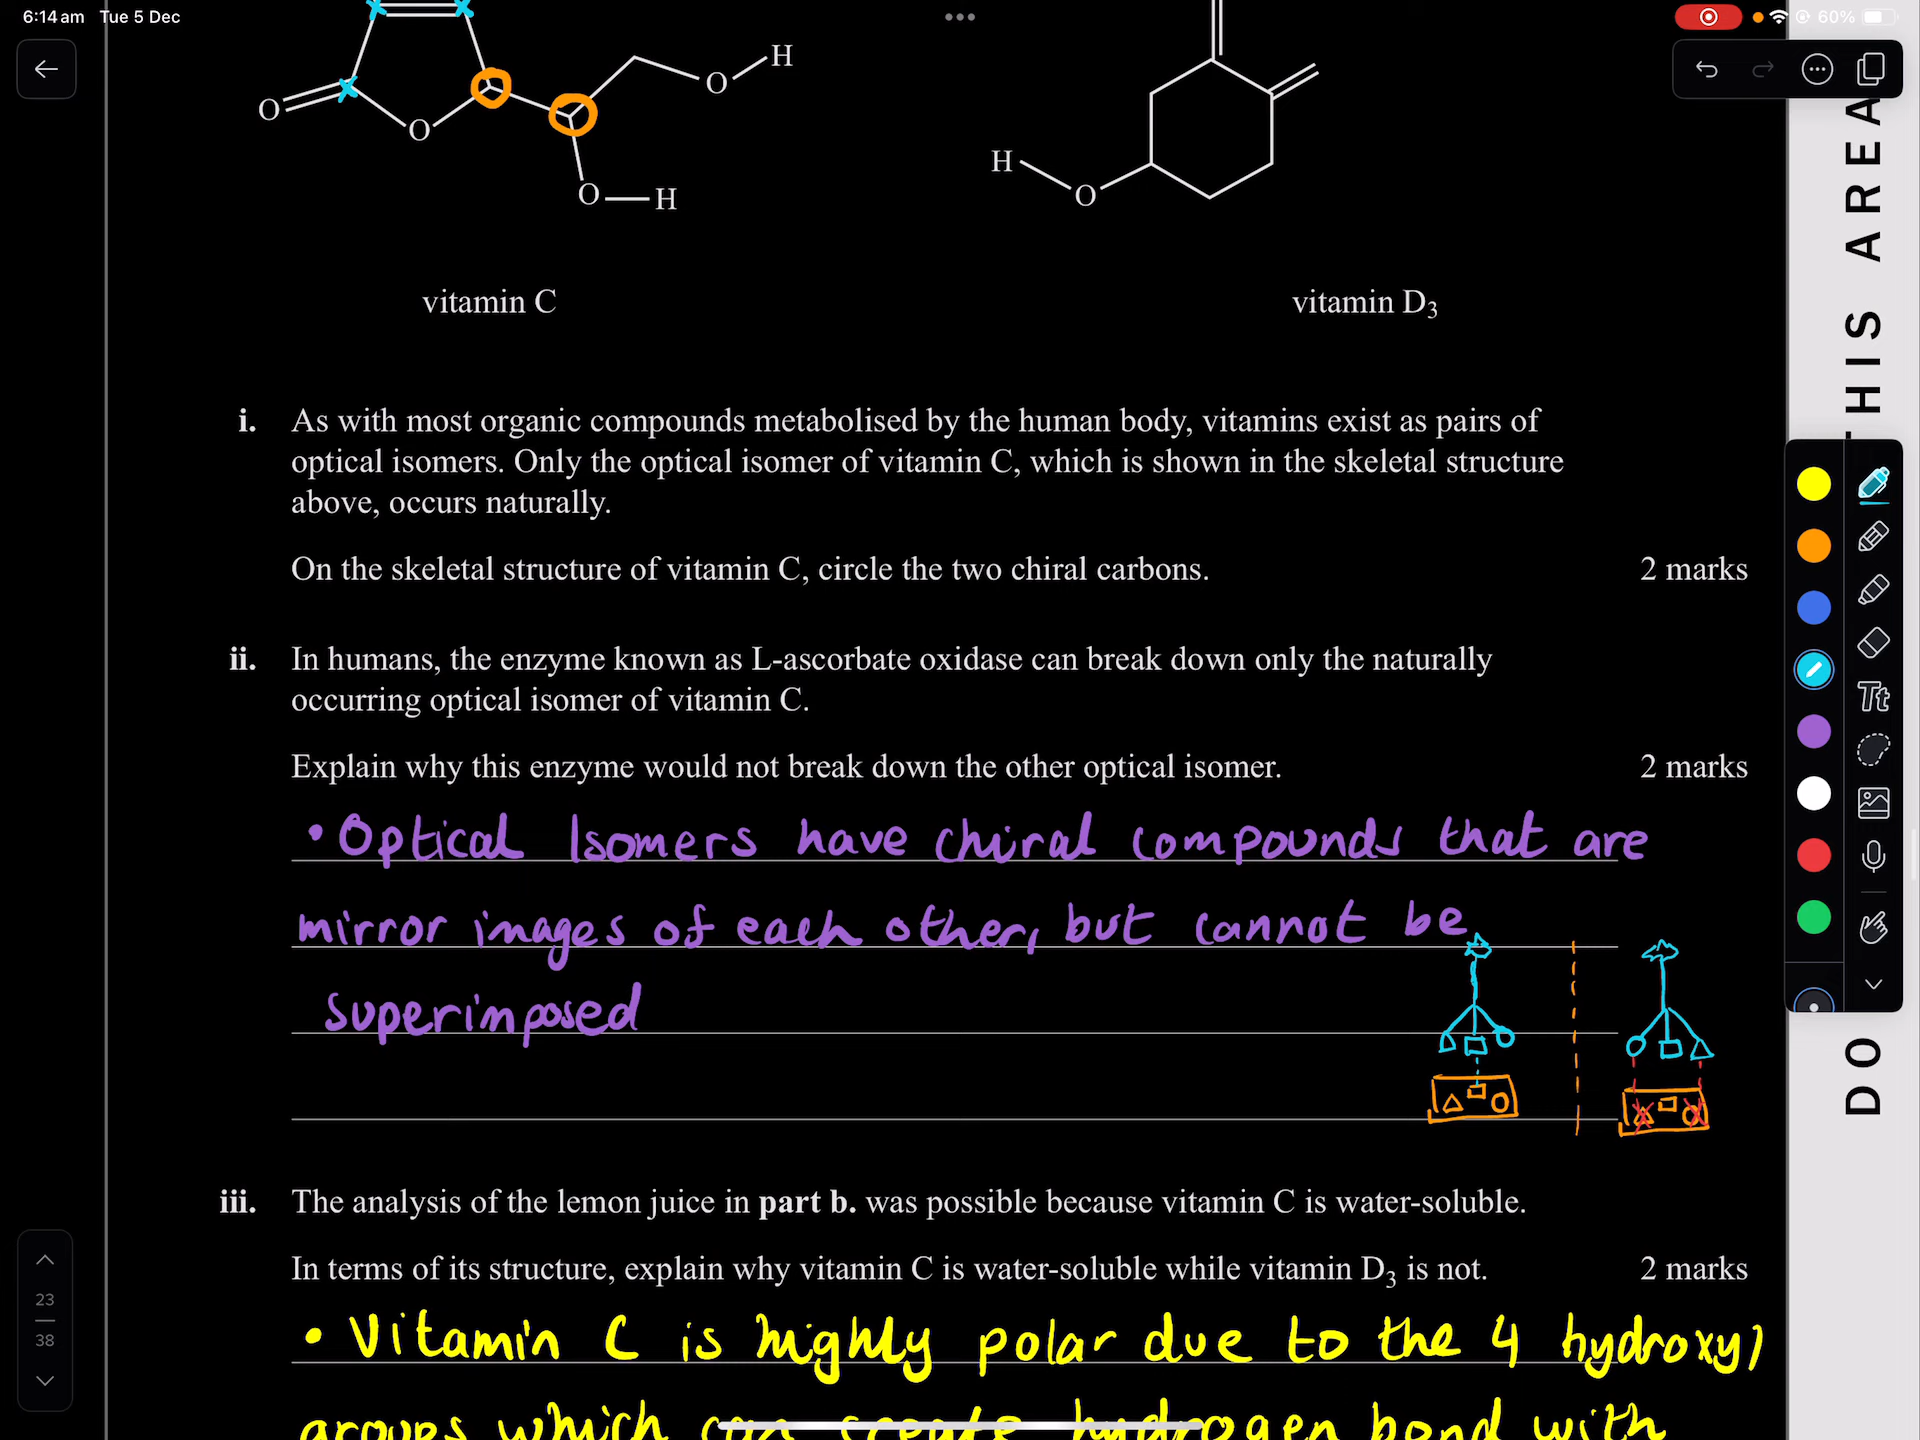 6:14 am Tue 5 Dec
60%
H
O
O
O
O—H
H
O
vitamin C
vitamin D3
i. As with most organic compounds metabolised by the human body, vitamins exist as pairs of
optical isomers. Only the optical isomer of vitamin C, which is shown in the skeletal structure
above, occurs naturally.
On the skeletal structure of vitamin C, circle the two chiral carbons. 2 marks
ii. In humans, the enzyme known as L-ascorbate oxidase can break down only the naturally
occurring optical isomer of vitamin C.
Explain why this enzyme would not break down the other optical isomer. 2 marks
• Optical Isomers have chiral compounds that are
mirror images of each other, but cannot be
superimposed
iii. The analysis of the lemon juice in part b. was possible because vitamin C is water-soluble.
In terms of its structure, explain why vitamin C is water-soluble while vitamin D3 is not. 2 marks
• Vitamin C is highly polar due to the 4 hydroxyl
groups which can create hydrogen bond with
DO
THIS AREA
Tt
23
38